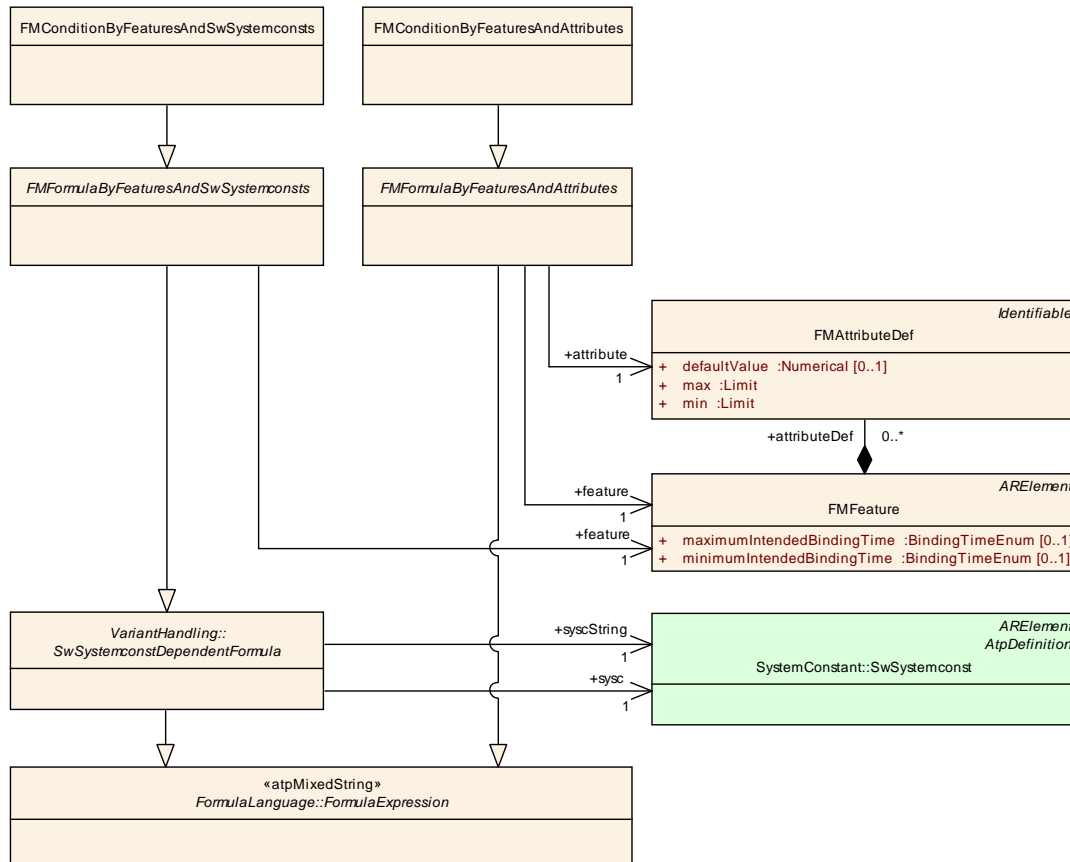 FMConditionByFeaturesAndSwSystemconsts
FMConditionByFeaturesAndAttributes
FMFormulaByFeaturesAndSwSystemconsts
FMFormulaByFeaturesAndAttributes
Identifiable
FMAttributeDef
+ defaultValue :Numerical [0..1]
+ max :Limit
+ min :Limit
+attribute
1
+attributeDef
0..*
ARElement
FMFeature
+ maximumIntendedBindingTime :BindingTimeEnum [0..1]
+ minimumIntendedBindingTime :BindingTimeEnum [0..1]
+feature
1
+feature
1
VariantHandling::
SwSystemconstDependentFormula
+syscString
1
+sysc
1
ARElement
AtpDefinition
SystemConstant::SwSystemconst
«atpMixedString»
FormulaLanguage::FormulaExpression